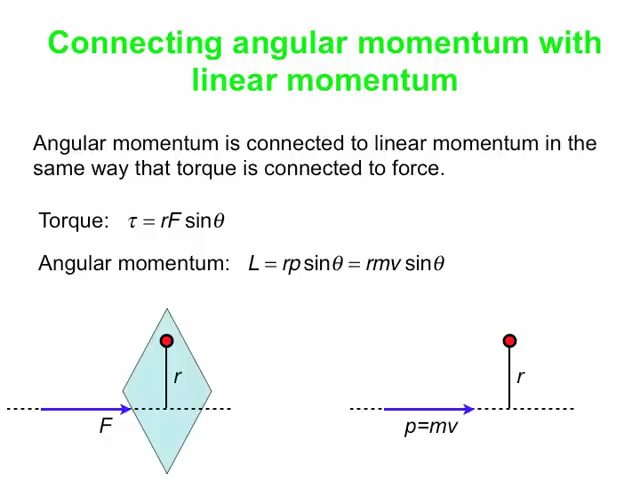 Connecting angular momentum with
linear momentum
Angular momentum is connected to linear momentum in the
same way that torque is connected to force.
Torque: τ = rF sinθ
Angular momentum: L = rp sinθ = rmv sinθ
r
r
F
p=mv